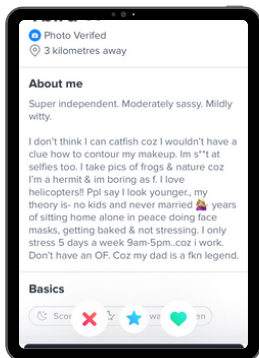 Photo Verifed
3 kilometres away
About me
Super independent. Moderately sassy. Mildly
witty.
I don't think I can catfish coz I wouldn't have a
clue how to contour my makeup. Im s**t at
selfies too. I take pics of frogs & nature coz
I'm a hermit & im boring as f. I love
helicopters!! Ppl say I look younger., my
theory is- no kids and never married 🤷‍♀️ years
of sitting home alone in peace doing face
masks, getting baked & not stressing. I only
stress 5 days a week 9am-5pm..coz i work.
Don't have an OF. Coz my dad is a fkn legend.
Basics